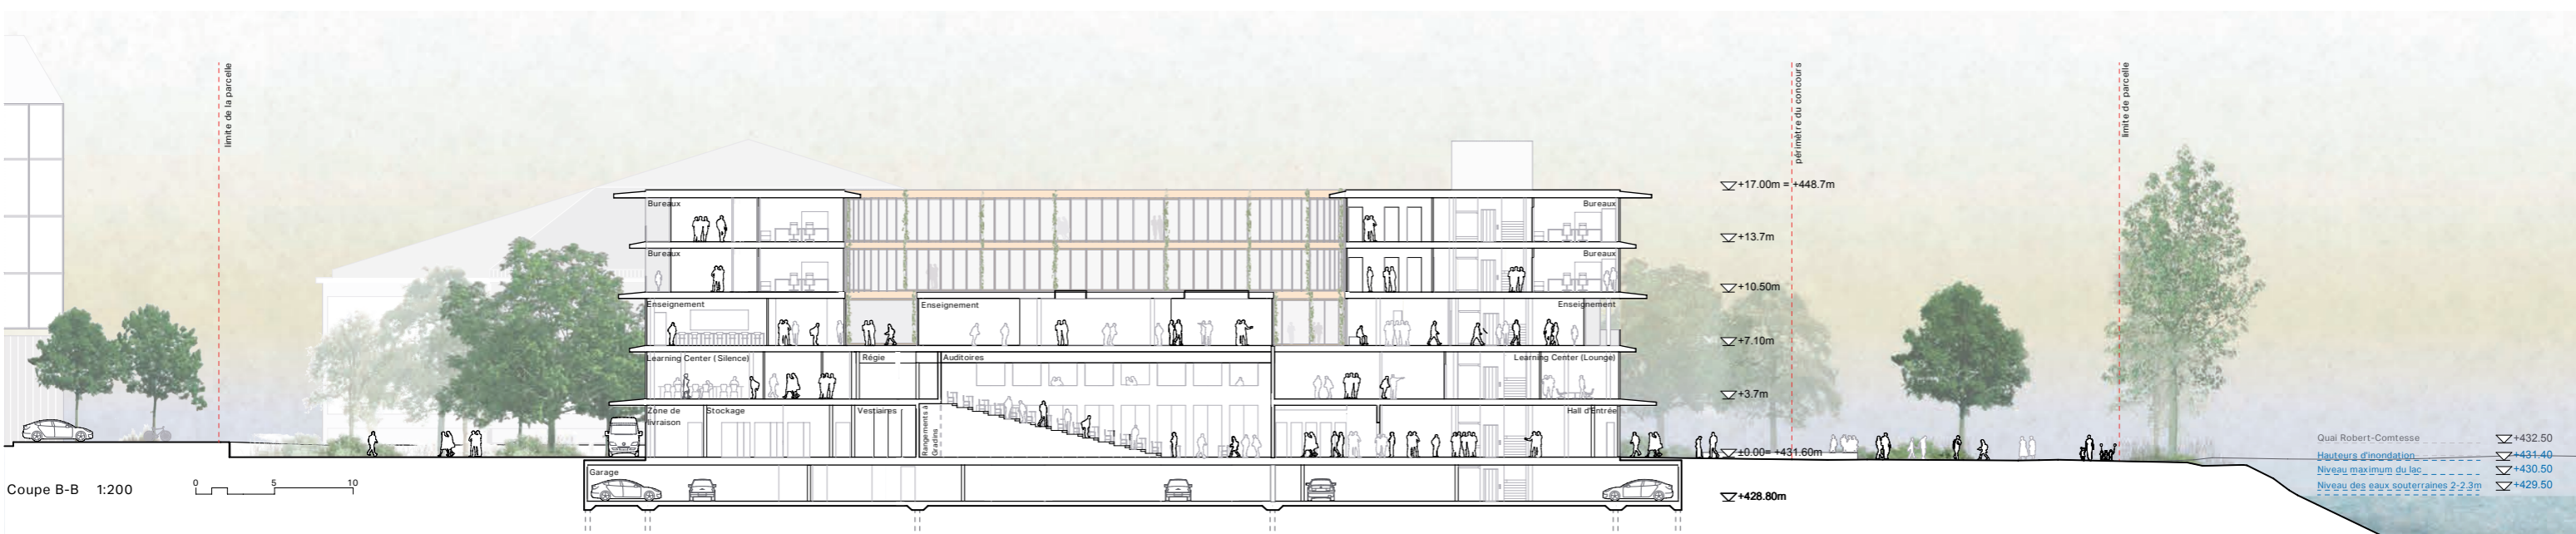 limite de la parcelle
périmètre du concours
limite de parcelle
+17.00m = +448.7m
Bureaux
Bureaux
+13.7m
Bureaux
Bureaux
+10.50m
Enseignement
Enseignement
Enseignement
+7.10m
Learning Center (Silence)
Régie
Auditoires
Learning Center (Lounge)
+3.7m
Zone de
livraison
Stockage
Vestiaires
Rangements à
Gradins
Hall d'Entrée
±0.00= +431.60m
Quai Robert-Comtesse
+432.50
Hauteurs d'inondation
+431.40
Niveau maximum du lac
+430.50
Niveau des eaux souterraines 2-2.3m
+429.50
Garage
+428.80m
Coupe B-B 1:200
0 5 10